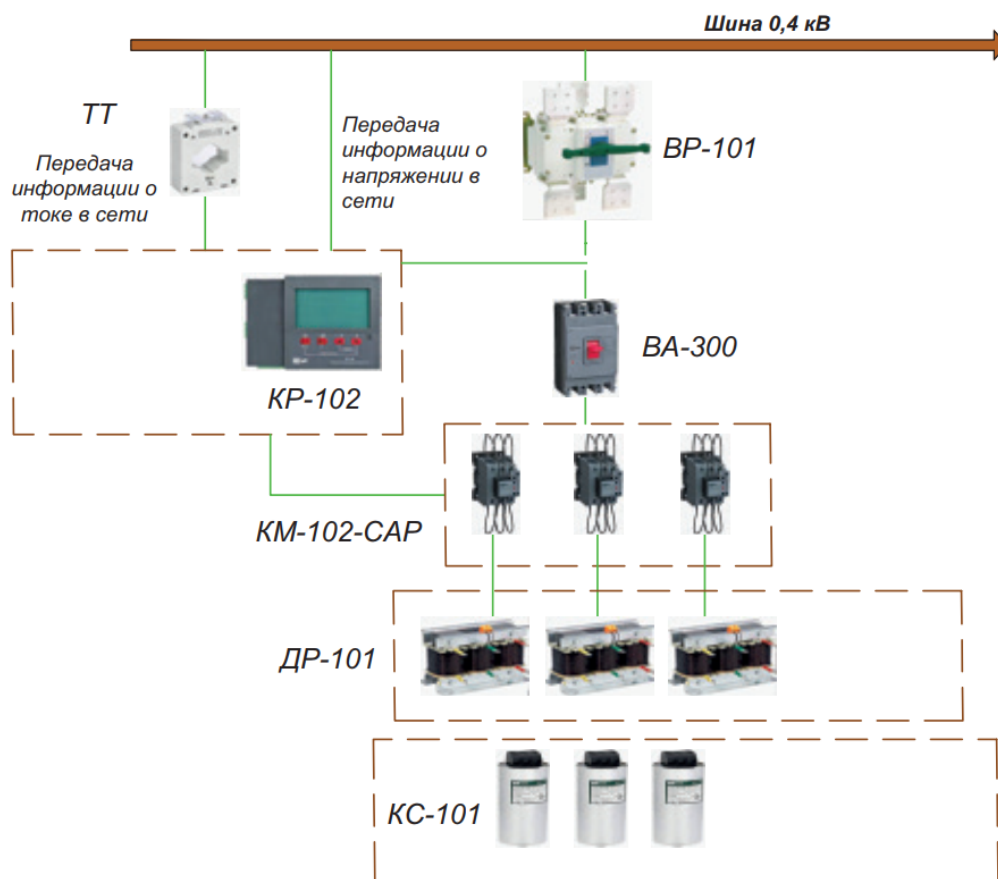 Шина 0,4 кВ
ТТ
Передача
информации о
токе в сети
Передача
информации о
напряжении в
сети
ВР-101
КР-102
ВА-300
КМ-102-CAP
ДР-101
КС-101